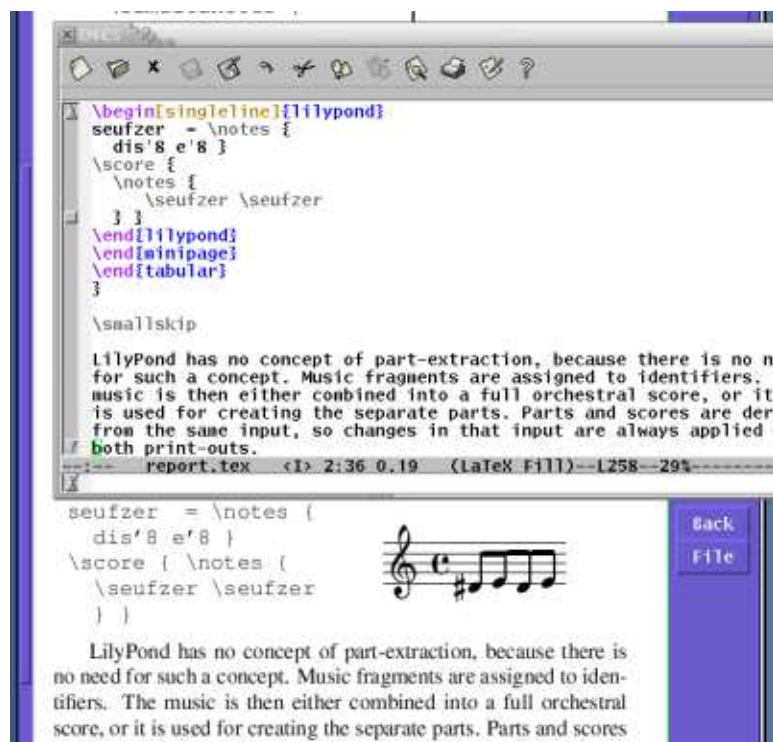 \begin[singleline]{lilypond}
seufzer = \notes {
dis'8 e'8 }
\score {
\notes {
\seufzer \seufzer
} }
\end{lilypond}
\end{minipage}
\end{tabular}
}
\smallskip
LilyPond has no concept of part-extraction, because there is no n
for such a concept. Music fragments are assigned to identifiers.
music is then either combined into a full orchestral score, or it
is used for creating the separate parts. Parts and scores are der
from the same input, so changes in that input are always applied
both print-outs.
--:-- report.tex <I> 2:36 0.19 (LaTeX Fill)--L258--29%--------
seufzer = \notes {
dis'8 e'8 }
\score { \notes {
\seufzer \seufzer
} }
Back
File
LilyPond has no concept of part-extraction, because there is
no need for such a concept. Music fragments are assigned to iden-
tifiers. The music is then either combined into a full orchestral
score, or it is used for creating the separate parts. Parts and scores